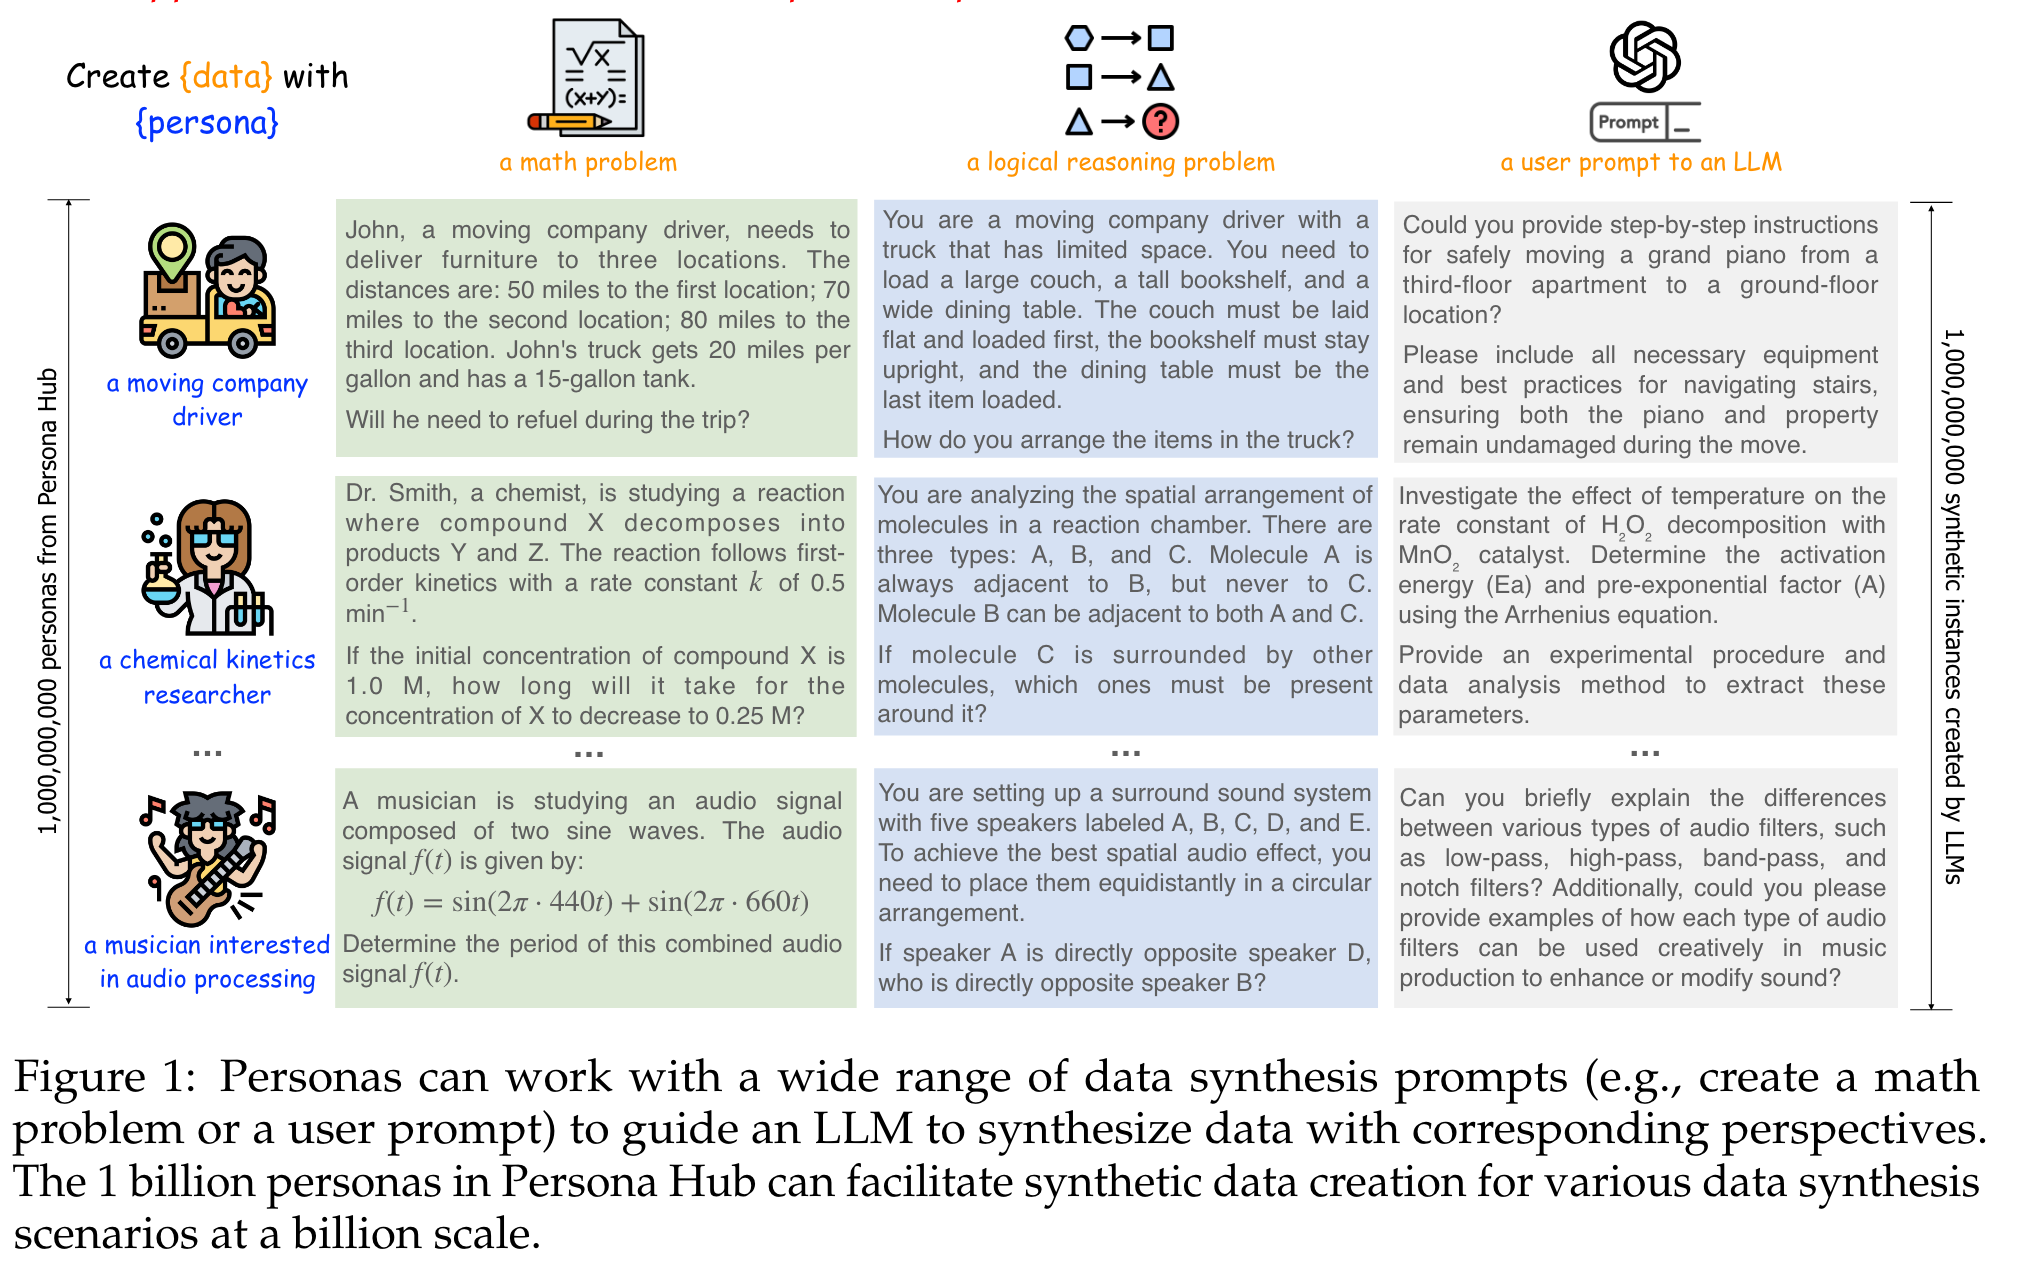 Create {data} with
{persona}
√x
= =
(x+y)=
a math problem
?
a logical reasoning problem
Prompt _
a user prompt to an LLM
1,000,000,000 personas from Persona Hub
a moving company
driver
John, a moving company driver, needs to
deliver furniture to three locations. The
distances are: 50 miles to the first location; 70
miles to the second location; 80 miles to the
third location. John's truck gets 20 miles per
gallon and has a 15-gallon tank.
Will he need to refuel during the trip?
You are a moving company driver with a
truck that has limited space. You need to
load a large couch, a tall bookshelf, and a
wide dining table. The couch must be laid
flat and loaded first, the bookshelf must stay
upright, and the dining table must be the
last item loaded.
How do you arrange the items in the truck?
Could you provide step-by-step instructions
for safely moving a grand piano from a
third-floor apartment to a ground-floor
location?
Please include all necessary equipment
and best practices for navigating stairs,
ensuring both the piano and property
remain undamaged during the move.
a chemical kinetics
researcher
Dr. Smith, a chemist, is studying a reaction
where compound X decomposes into
products Y and Z. The reaction follows first-
order kinetics with a rate constant k of 0.5
min⁻¹.
If the initial concentration of compound X is
1.0 M, how long will it take for the
concentration of X to decrease to 0.25 M?
You are analyzing the spatial arrangement of
molecules in a reaction chamber. There are
three types: A, B, and C. Molecule A is
always adjacent to B, but never to C.
Molecule B can be adjacent to both A and C.
If molecule C is surrounded by other
molecules, which ones must be present
around it?
Investigate the effect of temperature on the
rate constant of H₂O₂ decomposition with
MnO₂ catalyst. Determine the activation
energy (Ea) and pre-exponential factor (A)
using the Arrhenius equation.
Provide an experimental procedure and
data analysis method to extract these
parameters.
... ... ... ...
a musician interested
in audio processing
A musician is studying an audio signal
composed of two sine waves. The audio
signal f(t) is given by:
f(t) = sin(2π · 440t) + sin(2π · 660t)
Determine the period of this combined audio
signal f(t).
You are setting up a surround sound system
with five speakers labeled A, B, C, D, and E.
To achieve the best spatial audio effect, you
need to place them equidistantly in a circular
arrangement.
If speaker A is directly opposite speaker D,
who is directly opposite speaker B?
Can you briefly explain the differences
between various types of audio filters, such
as low-pass, high-pass, band-pass, and
notch filters? Additionally, could you please
provide examples of how each type of audio
filters can be used creatively in music
production to enhance or modify sound?
1,000,000,000 synthetic instances created by LLMs
Figure 1: Personas can work with a wide range of data synthesis prompts (e.g., create a math
problem or a user prompt) to guide an LLM to synthesize data with corresponding perspectives.
The 1 billion personas in Persona Hub can facilitate synthetic data creation for various data synthesis
scenarios at a billion scale.